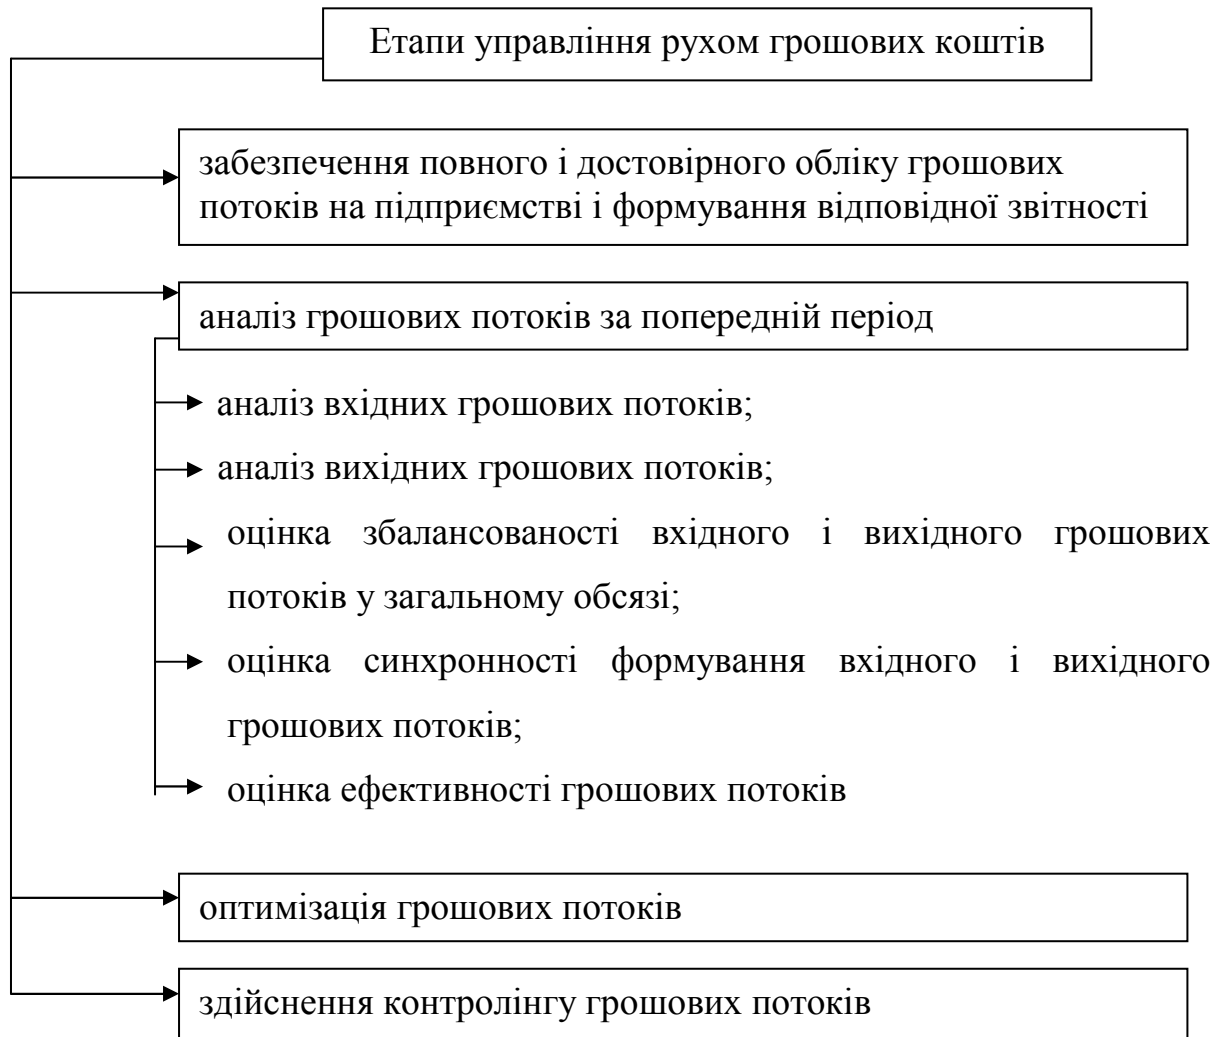 Етапи управління рухом грошових коштів
забезпечення повного і достовірного обліку грошових
потоків на підприємстві і формування відповідної звітності
аналіз грошових потоків за попередній період
аналіз вхідних грошових потоків;
аналіз вихідних грошових потоків;
оцінка збалансованості вхідного і вихідного грошових
потоків у загальному обсязі;
оцінка синхронності формування вхідного і вихідного
грошових потоків;
оцінка ефективності грошових потоків
оптимізація грошових потоків
здійснення контролінгу грошових потоків